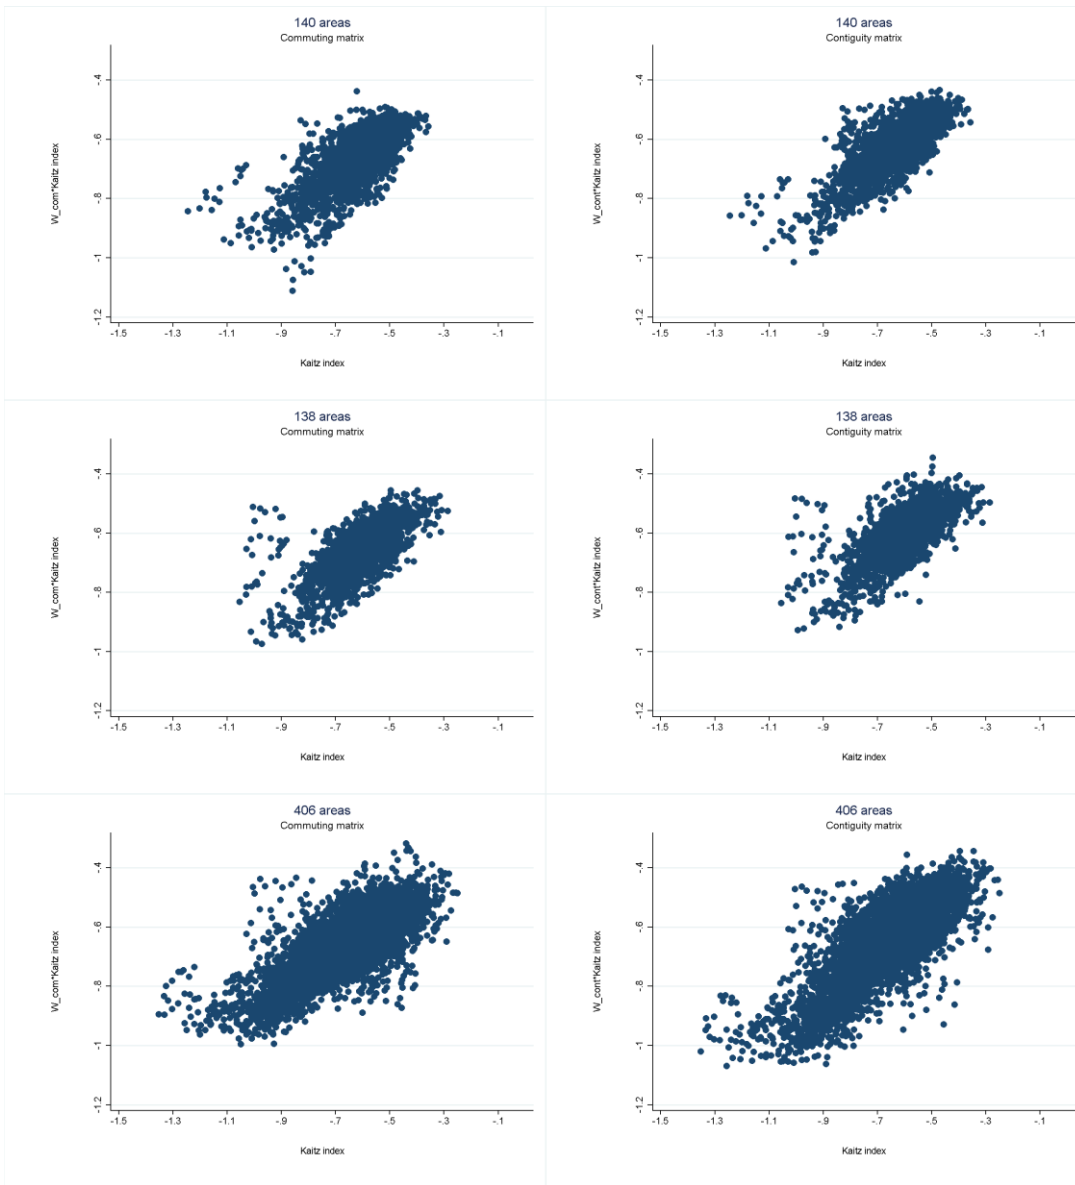 140 areas
Commuting matrix
W_com*Kaitz index
-.4
-.6
-.8
-1
-1.2
-1.5 -1.3 -1.1 -.9 -.7 -.5 -.3 -.1
Kaitz index
140 areas
Contiguity matrix
W_cont*Kaitz index
-.4
-.6
-.8
-1
-1.2
-1.5 -1.3 -1.1 -.9 -.7 -.5 -.3
Kaitz index
138 areas
Commuting matrix
W_com*Kaitz index
-.4
-.6
-.8
-1
-1.2
-1.5 -1.3 -1.1 -.9 -.7 -.5 -.3 -.1
Kaitz index
138 areas
Contiguity matrix
W_cont*Kaitz index
-.4
-.6
-.8
-1
-1.2
-1.5 -1.3 -1.1 -.9 -.7 -.5 -.3
Kaitz index
406 areas
Commuting matrix
W_com*Kaitz index
-.4
-.6
-.8
-1
-1.2
-1.5 -1.3 -1.1 -.9 -.7 -.5 -.3 -.1
Kaitz index
406 areas
Contiguity matrix
W_cont*Kaitz index
-.4
-.6
-.8
-1
-1.2
-1.5 -1.3 -1.1 -.9 -.7 -.5 -.3
Kaitz index